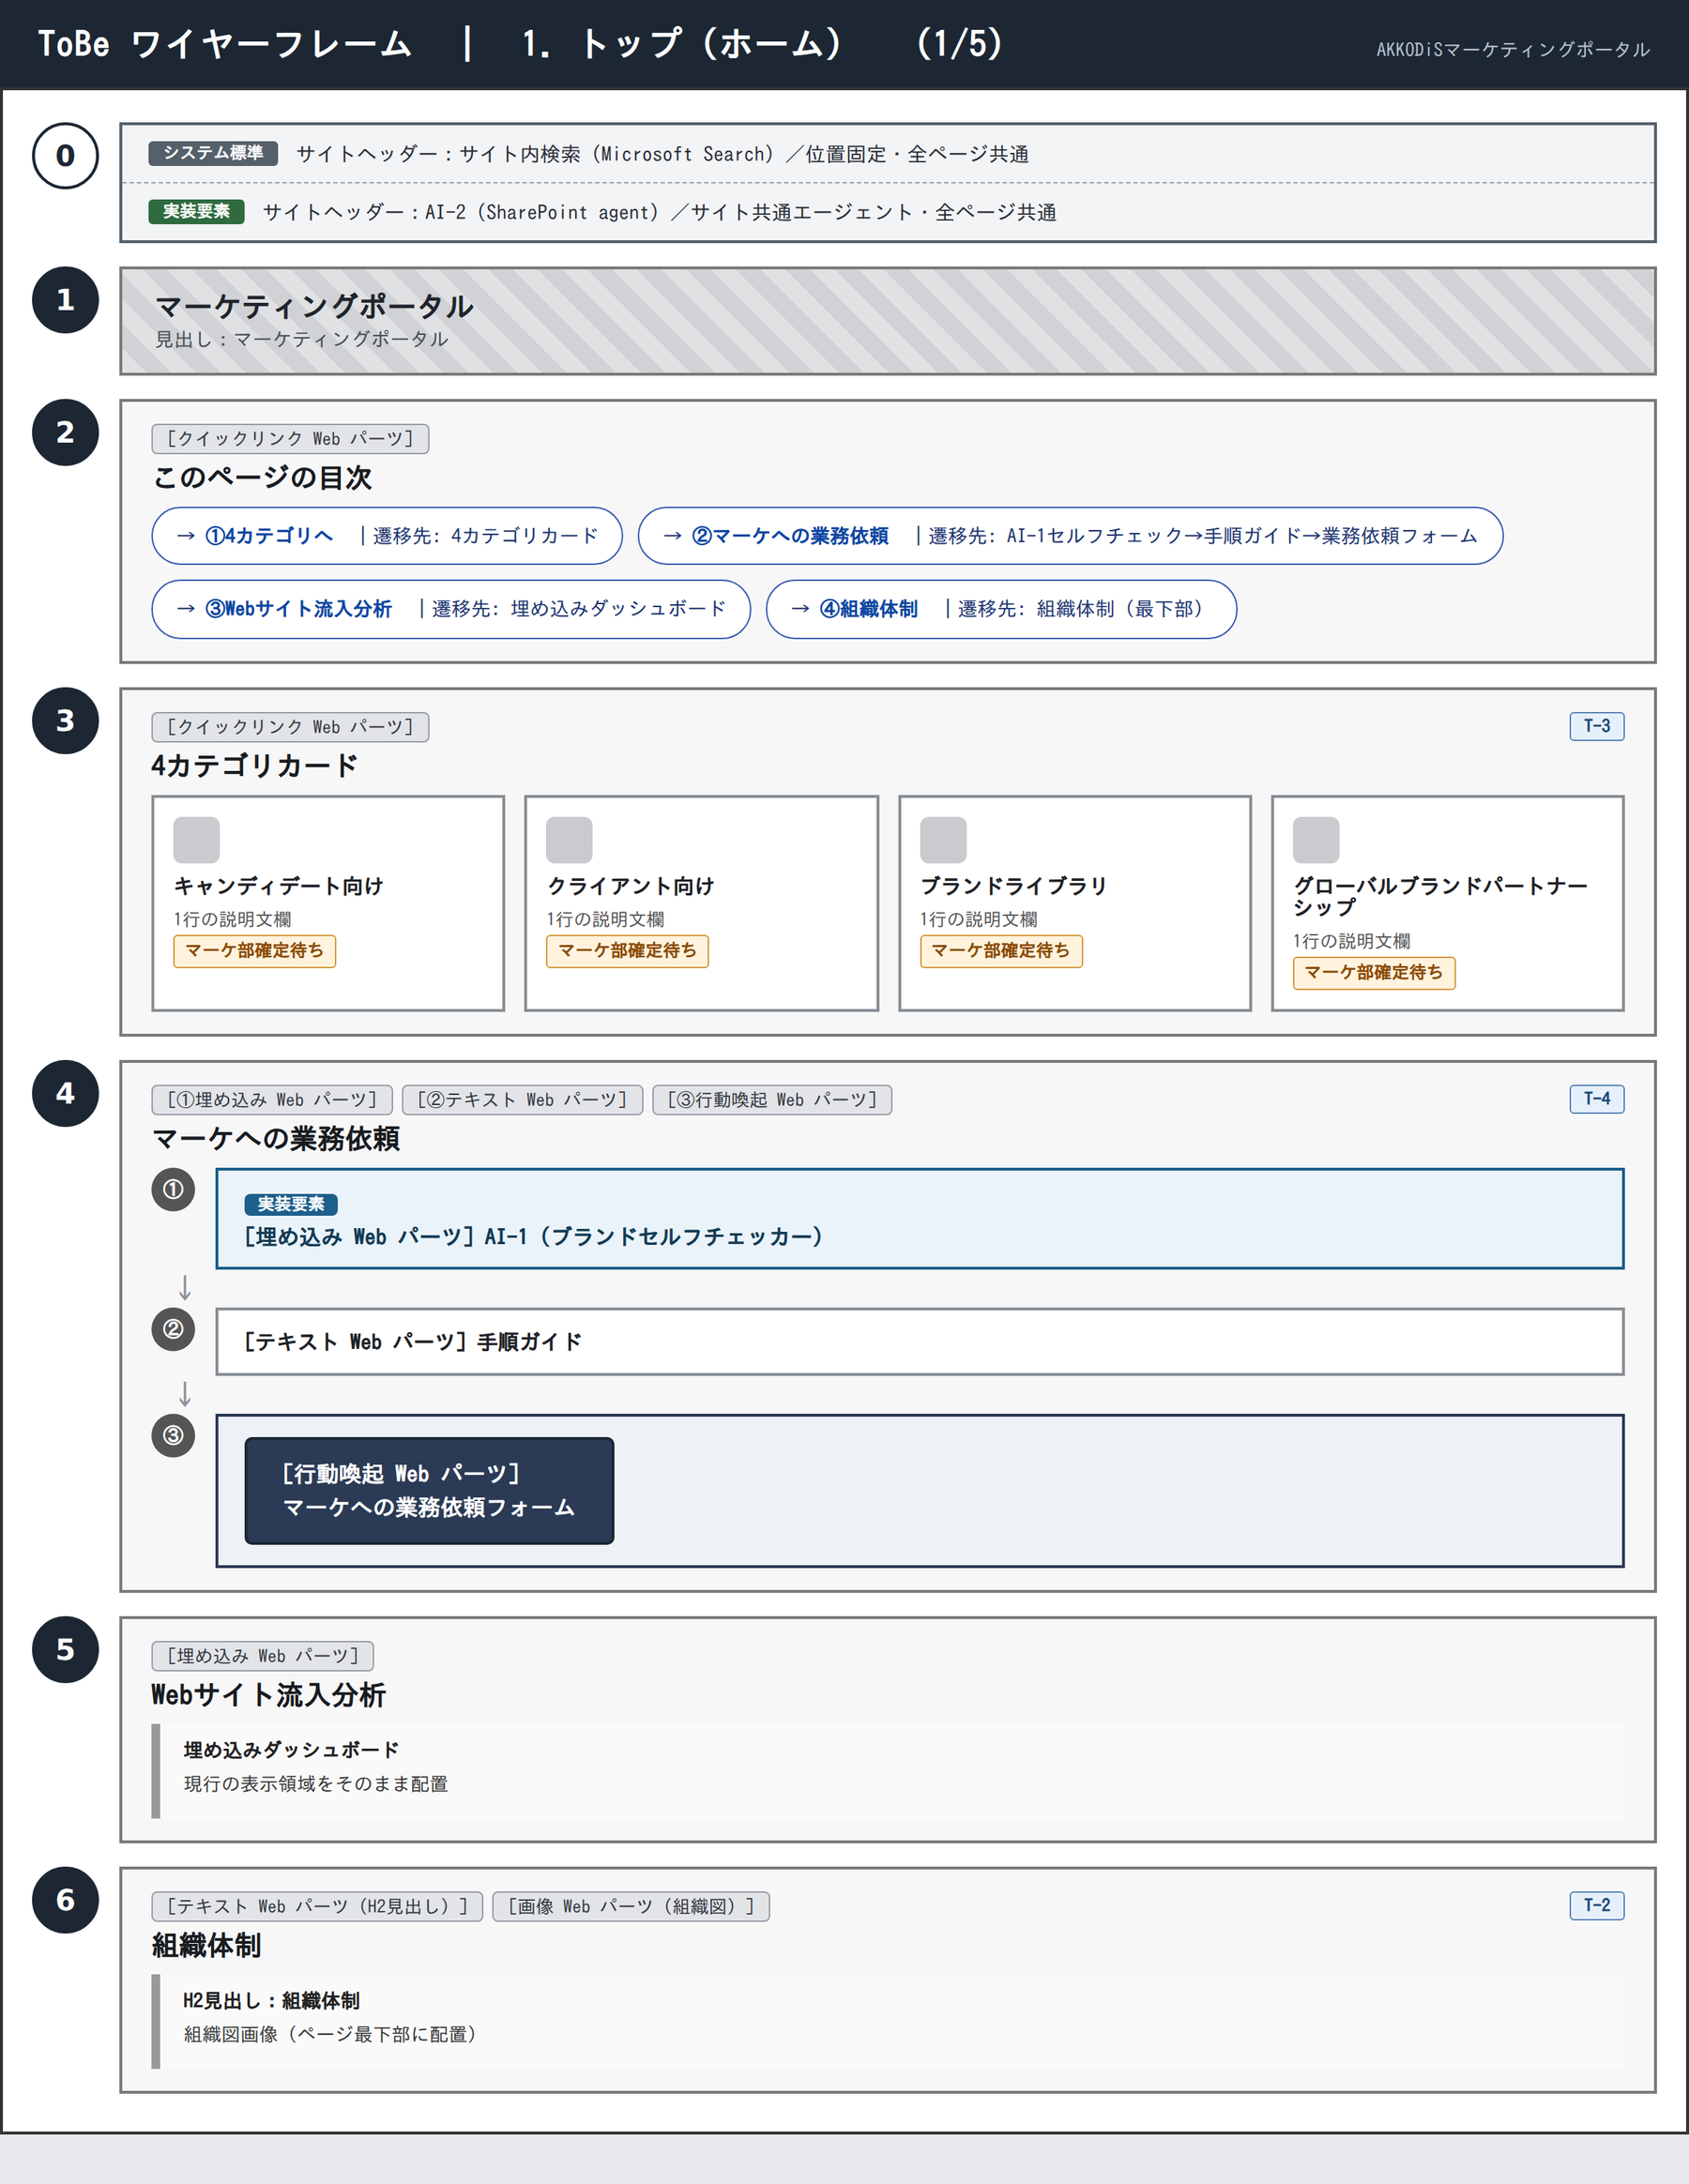 ToBe ワイヤーフレーム | 1. トップ（ホーム） （1/5）
AKKODiSマーケティングポータル
0
システム標準 サイトヘッダー：サイト内検索（Microsoft Search）／位置固定・全ページ共通
実装要素 サイトヘッダー：AI-2（SharePoint agent）／サイト共通エージェント・全ページ共通
1
マーケティングポータル
見出し：マーケティングポータル
2
［クイックリンク Web パーツ］
このページの目次
→ ①4カテゴリへ | 遷移先: 4カテゴリカード
→ ②マーケへの業務依頼 | 遷移先: AI-1セルフチェック→手順ガイド→業務依頼フォーム
→ ③Webサイト流入分析 | 遷移先: 埋め込みダッシュボード
→ ④組織体制 | 遷移先: 組織体制（最下部）
3
［クイックリンク Web パーツ］
T-3
4カテゴリカード
キャンディデート向け
1行の説明文欄
マーケ部確定待ち
クライアント向け
1行の説明文欄
マーケ部確定待ち
ブランドライブラリ
1行の説明文欄
マーケ部確定待ち
グローバルブランドパートナー
シップ
1行の説明文欄
マーケ部確定待ち
4
［①埋め込み Web パーツ］ ［②テキスト Web パーツ］ ［③行動喚起 Web パーツ］
T-4
マーケへの業務依頼
①
実装要素
［埋め込み Web パーツ］AI-1（ブランドセルフチェッカー）
↓
②
［テキスト Web パーツ］手順ガイド
↓
③
［行動喚起 Web パーツ］
マーケへの業務依頼フォーム
5
［埋め込み Web パーツ］
Webサイト流入分析
埋め込みダッシュボード
現行の表示領域をそのまま配置
6
［テキスト Web パーツ（H2見出し）］ ［画像 Web パーツ（組織図）］
T-2
組織体制
H2見出し：組織体制
組織図画像（ページ最下部に配置）